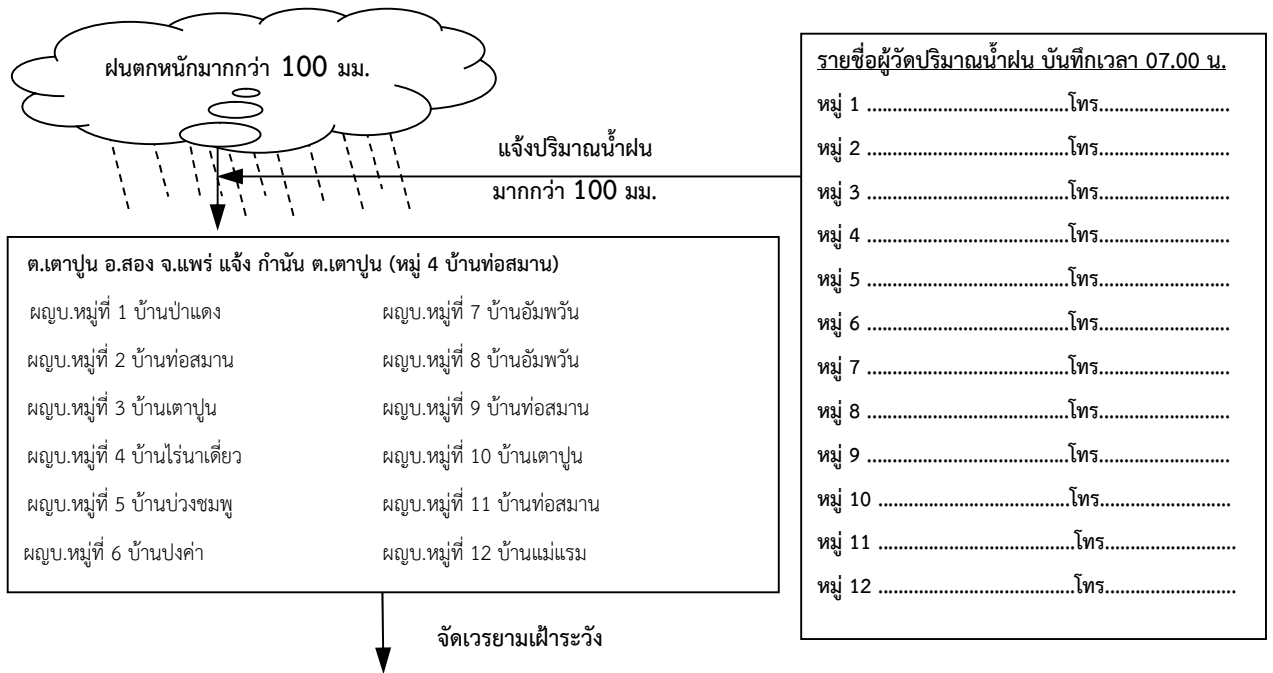 ฝนตกหนักมากกว่า 100 มม.
แจ้งปริมาณน้ำฝน
มากกว่า 100 มม.
รายชื่อผู้วัดปริมาณน้ำฝน บันทึกเวลา 07.00 น.
หมู่ 1 ........................................โทร..........................
หมู่ 2 ........................................โทร..........................
หมู่ 3 ........................................โทร..........................
หมู่ 4 ........................................โทร..........................
หมู่ 5 ........................................โทร..........................
หมู่ 6 ........................................โทร..........................
หมู่ 7 ........................................โทร..........................
หมู่ 8 ........................................โทร..........................
หมู่ 9 ........................................โทร..........................
หมู่ 10 ......................................โทร..........................
หมู่ 11 .......................................โทร..........................
หมู่ 12 .......................................โทร..........................
ต.เตาปูน อ.สอง จ.แพร่ แจ้ง กำนัน ต.เตาปูน (หมู่ 4 บ้านท่อสมาน)
ผญบ.หมู่ที่ 1 บ้านป่าแดง
ผญบ.หมู่ที่ 2 บ้านท่อสมาน
ผญบ.หมู่ที่ 3 บ้านเตาปูน
ผญบ.หมู่ที่ 4 บ้านไร่นาเดี่ยว
ผญบ.หมู่ที่ 5 บ้านบ่วงชมพู
ผญบ.หมู่ที่ 6 บ้านปงค่า
ผญบ.หมู่ที่ 7 บ้านอัมพวัน
ผญบ.หมู่ที่ 8 บ้านอัมพวัน
ผญบ.หมู่ที่ 9 บ้านท่อสมาน
ผญบ.หมู่ที่ 10 บ้านเตาปูน
ผญบ.หมู่ที่ 11 บ้านท่อสมาน
ผญบ.หมู่ที่ 12 บ้านแม่แรม
จัดเวรยามเฝ้าระวัง